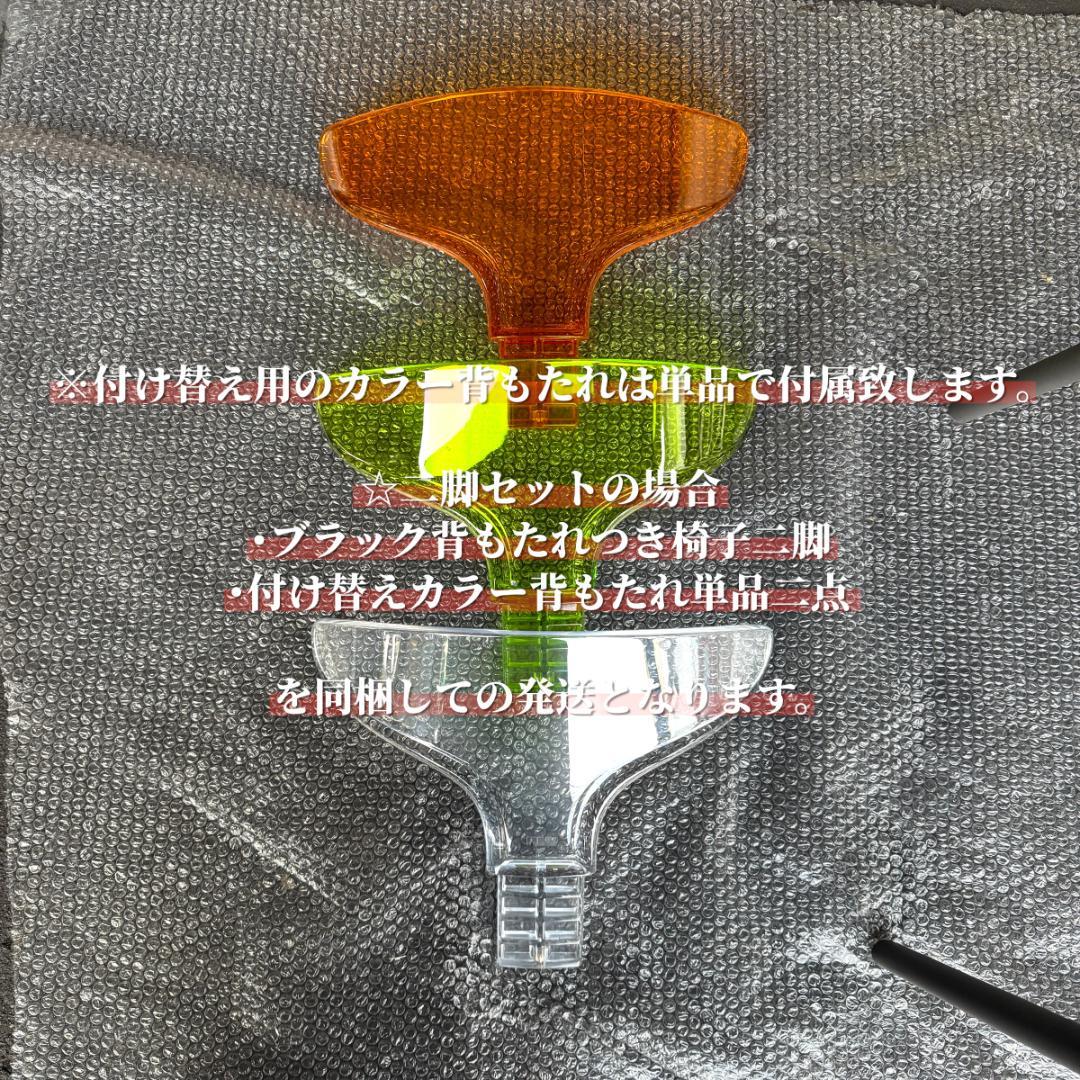 ※付け替え用のカラー背もたれは単品で付属致します。
☆二脚セットの場合
・ブラック背もたれつき椅子二脚
・付け替えカラー背もたれ単品二点
を同梱しての発送となります。